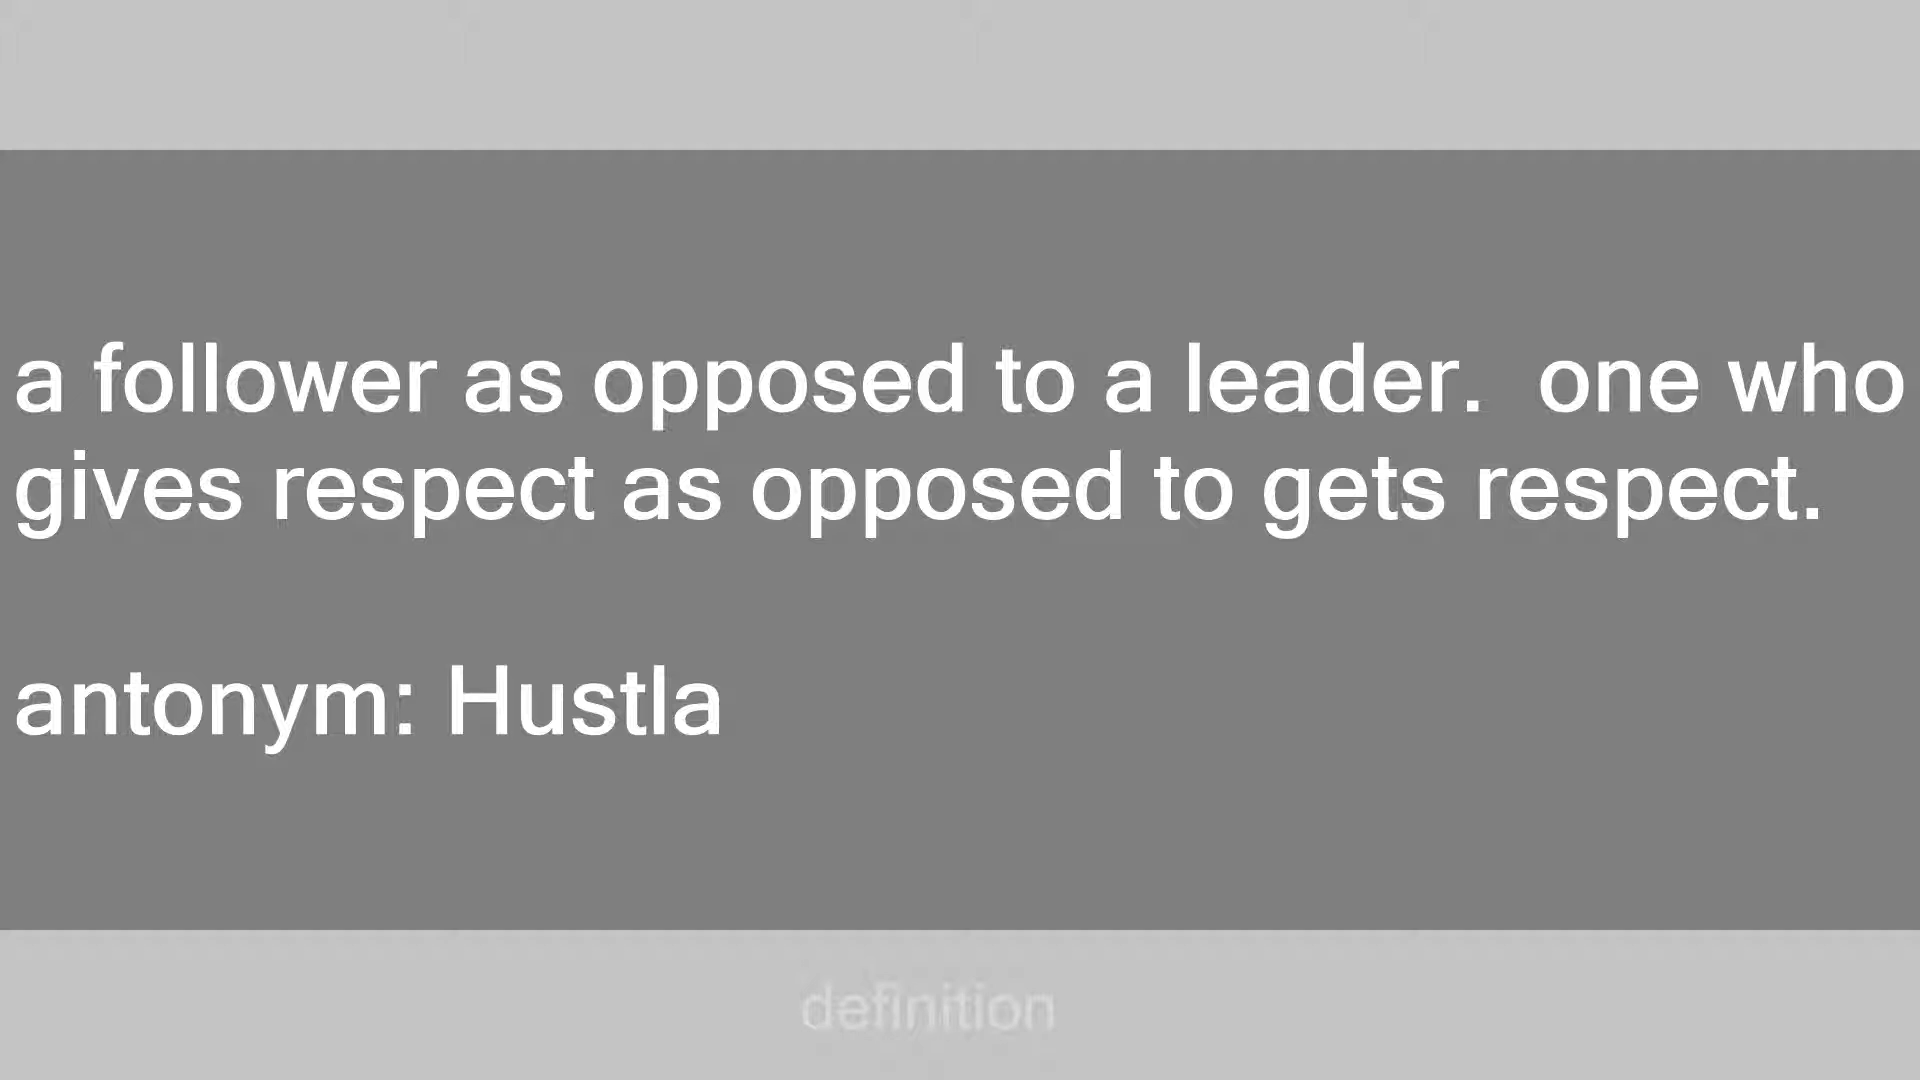 a follower as opposed to a leader.  one who
gives respect as opposed to gets respect.
antonym: Hustla
definition